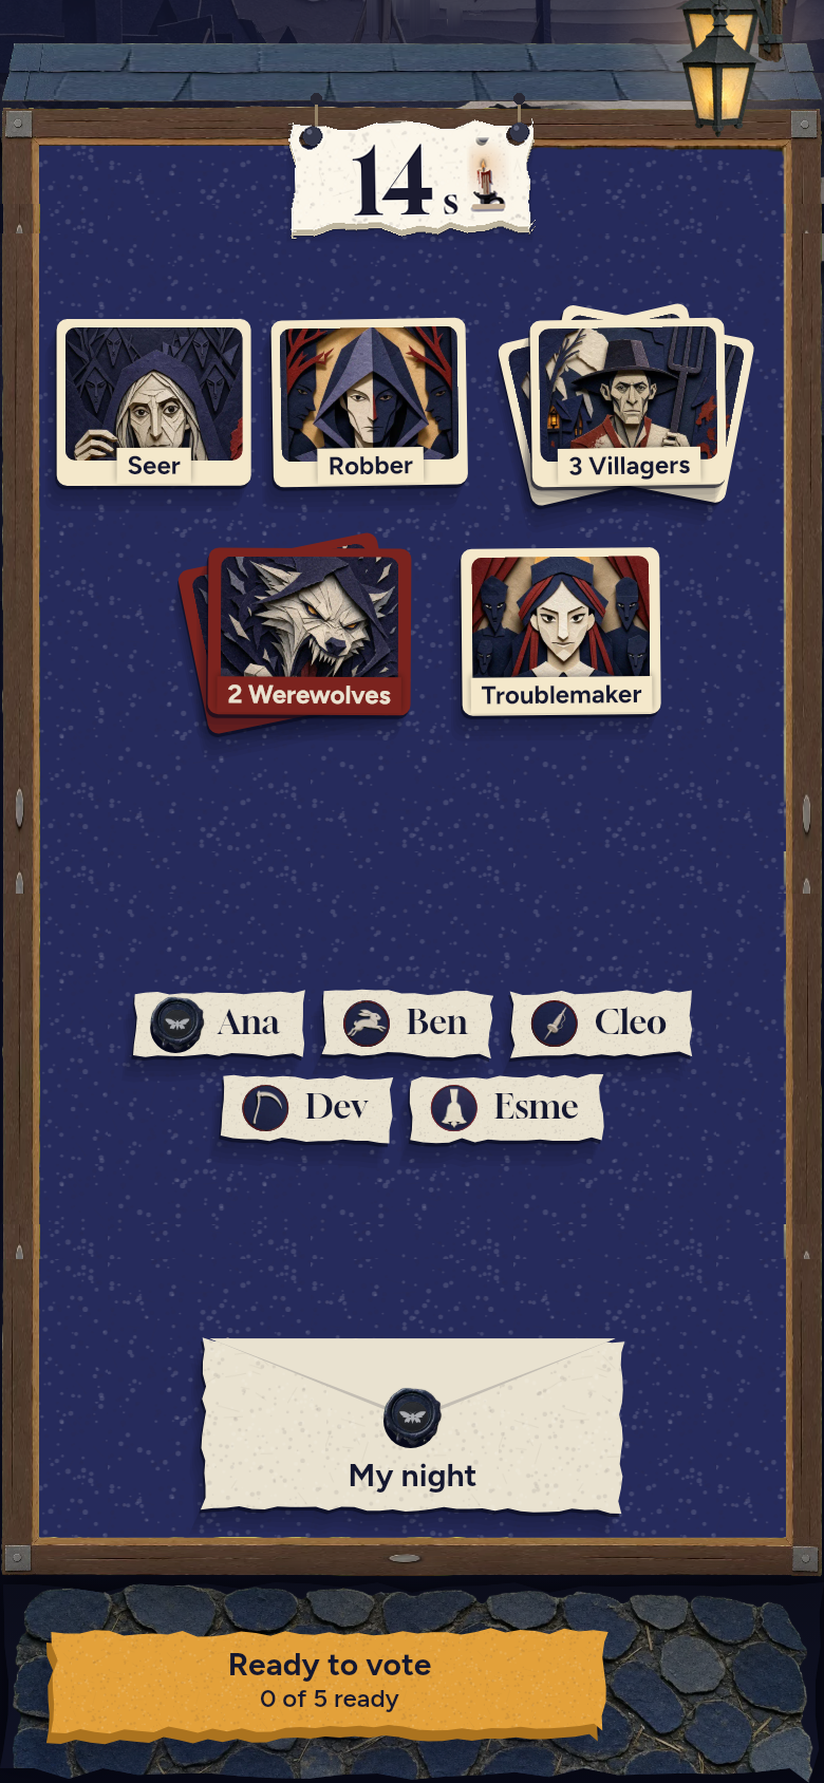 14 s
Seer
Robber
3 Villagers
2 Werewolves
Troublemaker
Ana
Ben
Cleo
Dev
Esme
My night
Ready to vote
0 of 5 ready